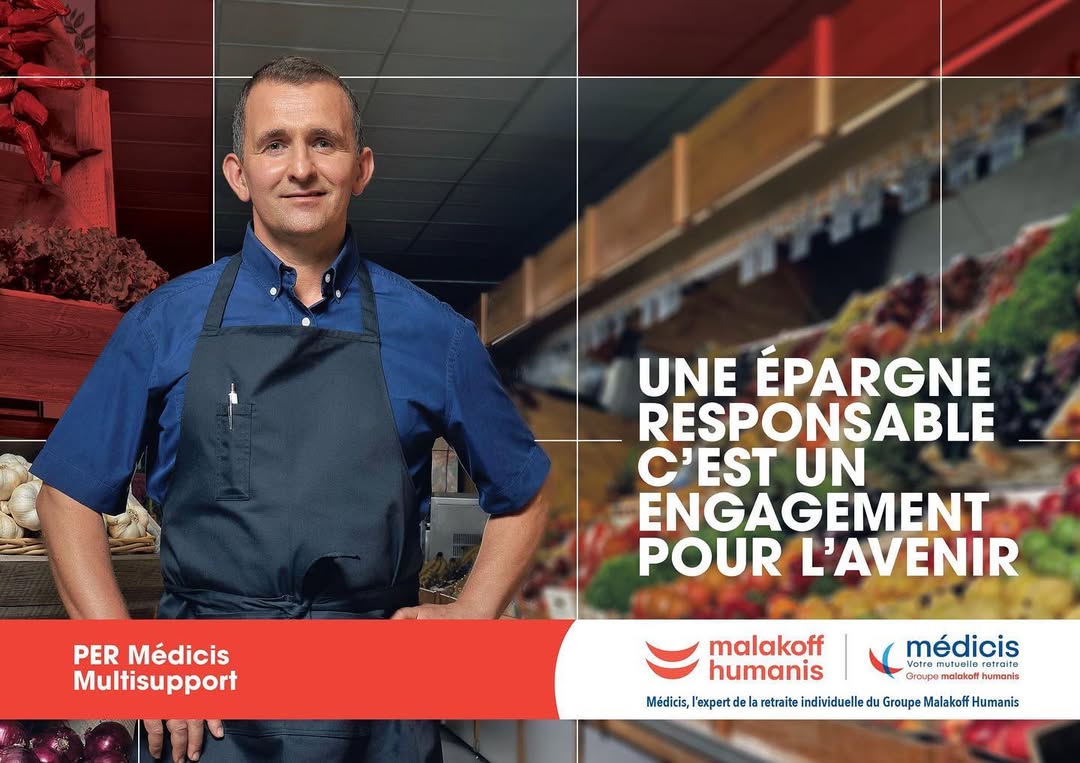 UNE ÉPARGNE
RESPONSABLE
C'EST UN
ENGAGEMENT
POUR L'AVENIR
PER Médicis
Multisupport
malakoff
humanis
médicis
Votre mutuelle retraite
Groupe malakoff humanis
Médicis, l'expert de la retraite individuelle du Groupe Malakoff Humanis